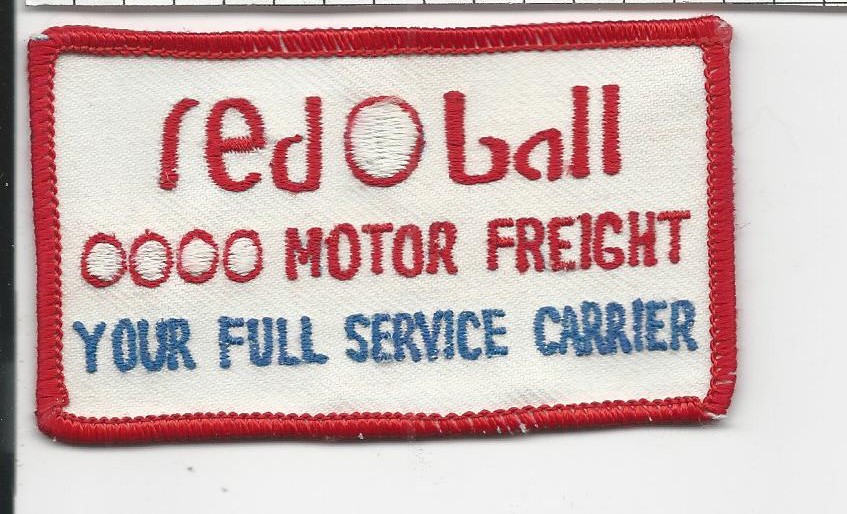 red ball
MOTOR FREIGHT
YOUR FULL SERVICE CARRIER